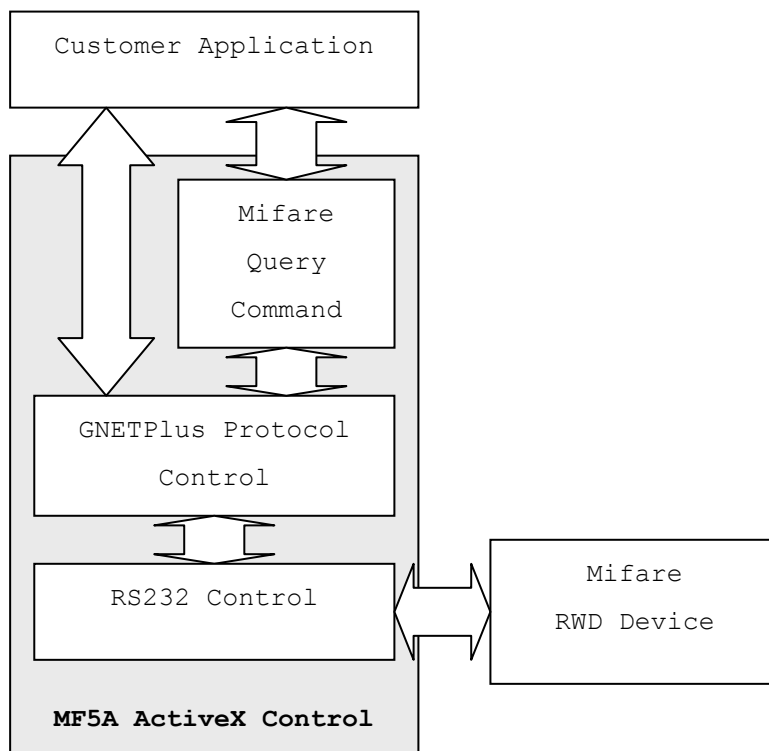 Customer Application
Mifare
Query
Command
GNETPlus Protocol
Control
RS232 Control
Mifare
RWD Device
MF5A ActiveX Control